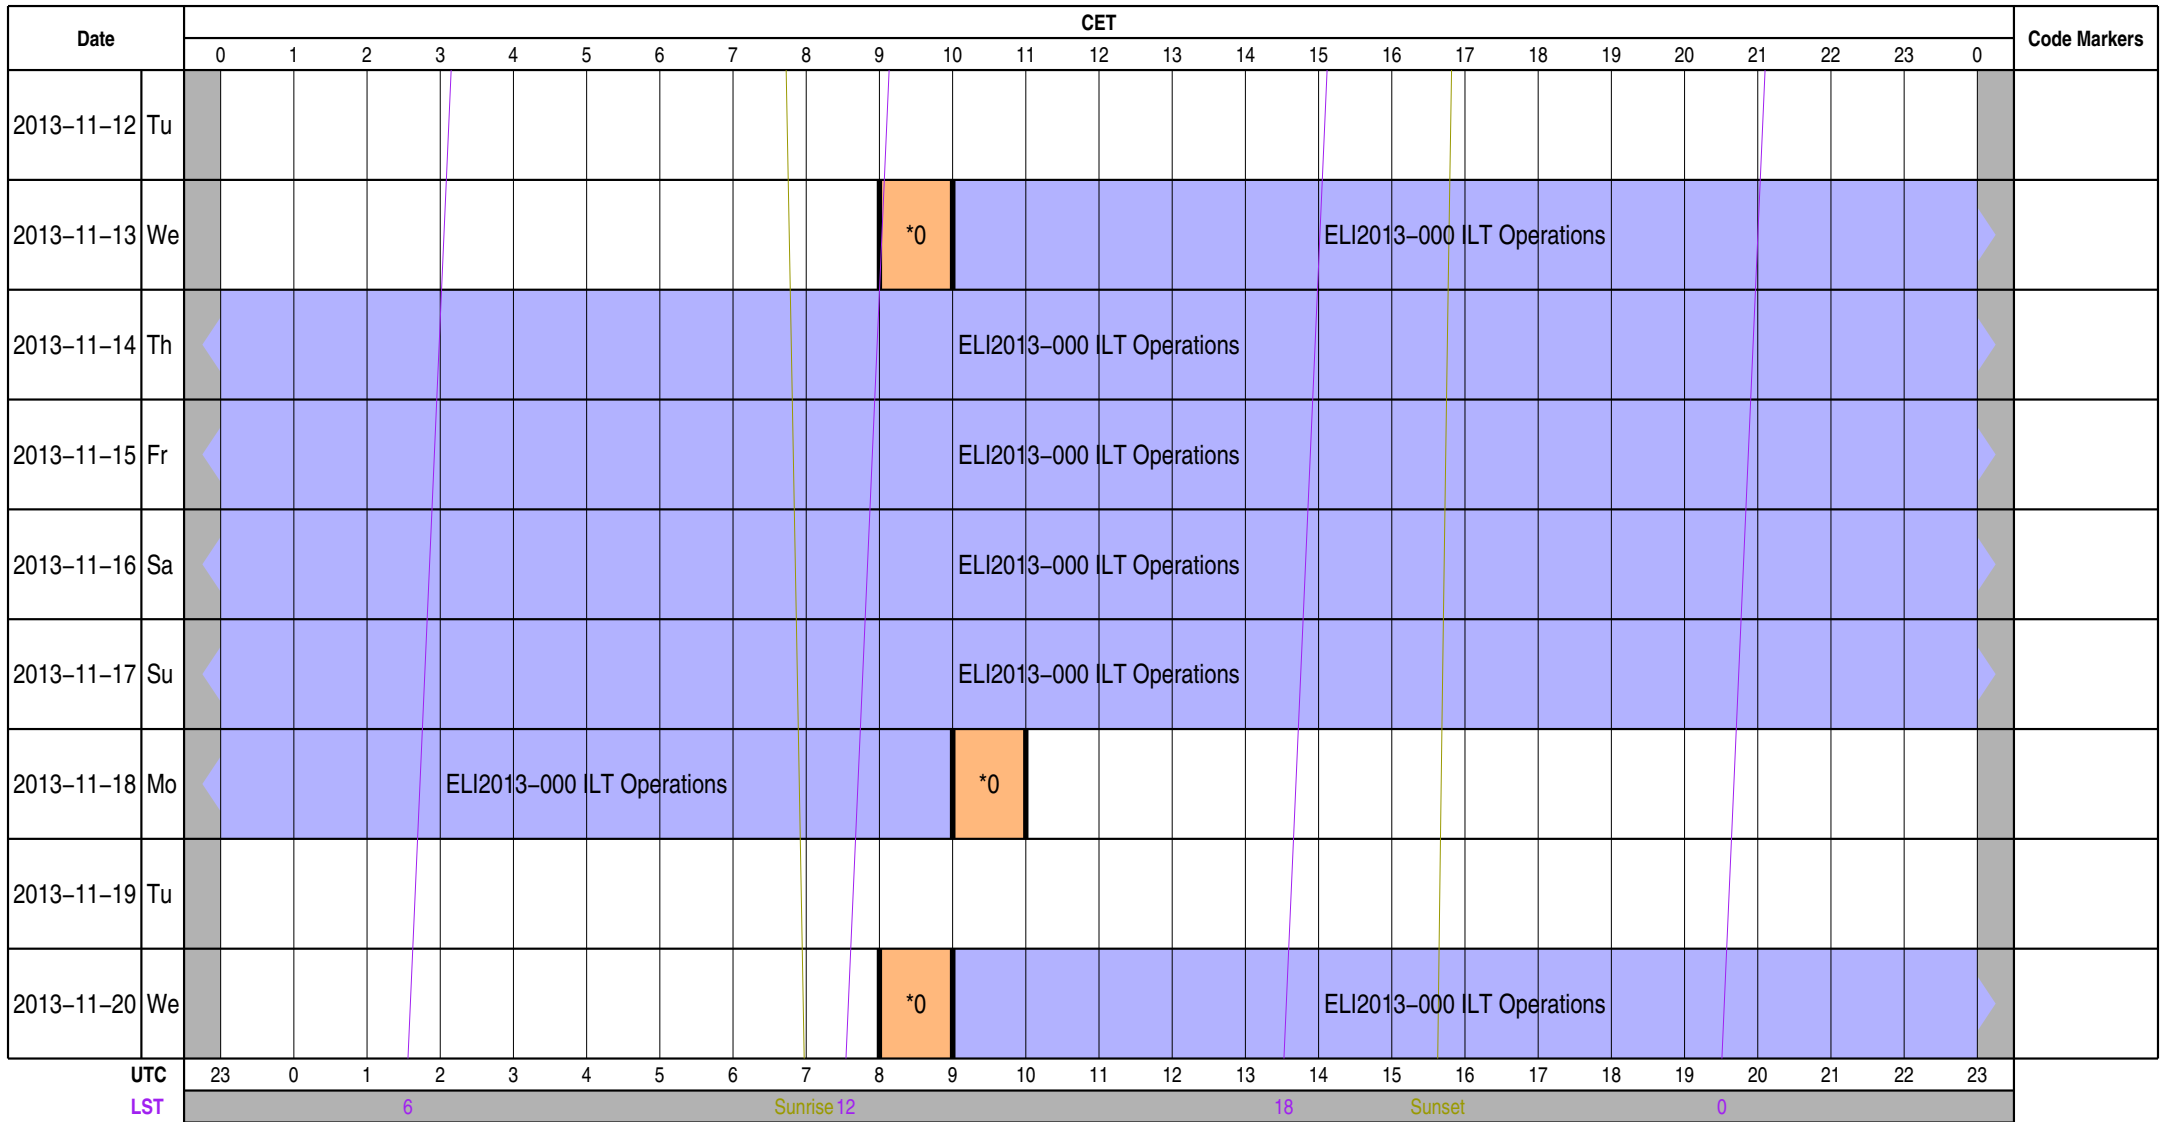 Date CET Code Markers
0 1 2 3 4 5 6 7 8 9 10 11 12 13 14 15 16 17 18 19 20 21 22 23 0
2013−11−12 Tu
2013−11−13 We *0 ELI2013−000 ILT Operations
2013−11−14 Th ELI2013−000 ILT Operations
2013−11−15 Fr ELI2013−000 ILT Operations
2013−11−16 Sa ELI2013−000 ILT Operations
2013−11−17 Su ELI2013−000 ILT Operations
2013−11−18 Mo ELI2013−000 ILT Operations *0
2013−11−19 Tu
2013−11−20 We *0 ELI2013−000 ILT Operations
UTC 23 0 1 2 3 4 5 6 7 8 9 10 11 12 13 14 15 16 17 18 19 20 21 22 23
LST 6 Sunrise 12 18 Sunset 0